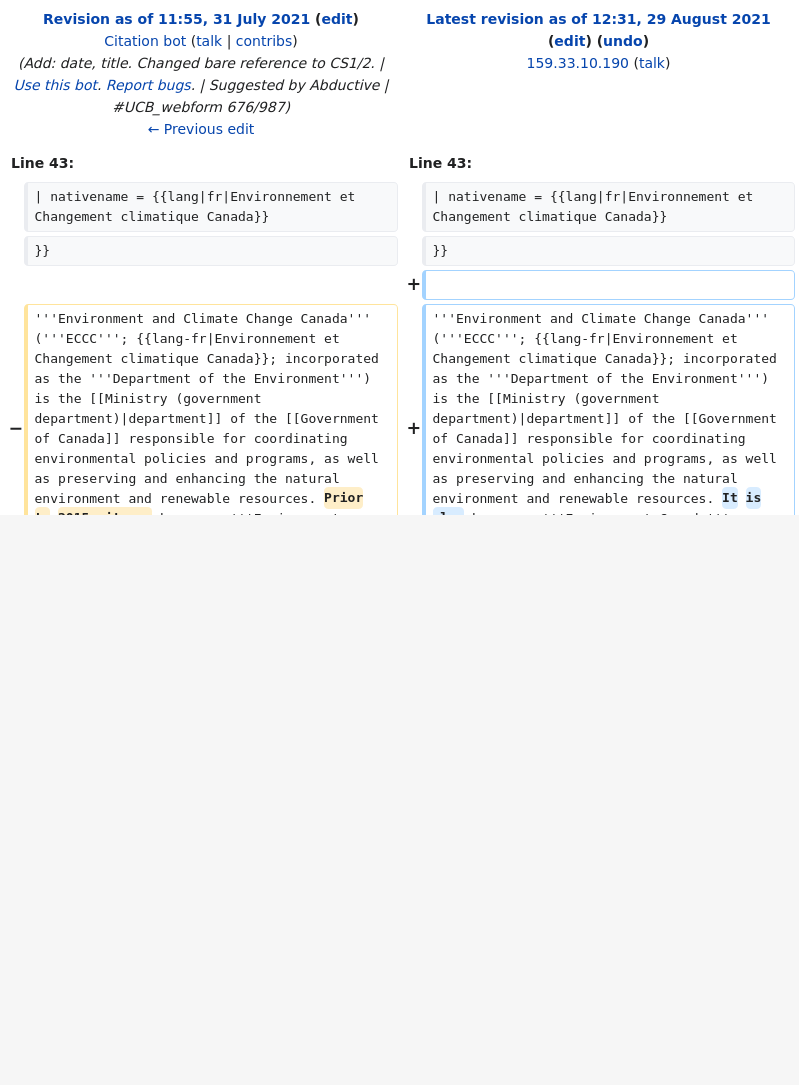 Revision as of 11:55, 31 July 2021 (edit)
Citation bot (talk | contribs)
(Add: date, title. Changed bare reference to CS1/2. |
Use this bot. Report bugs. | Suggested by Abductive |
#UCB_webform 676/987)
← Previous edit
Latest revision as of 12:31, 29 August 2021
(edit) (undo)
159.33.10.190 (talk)
Line 43:
| nativename = {{lang|fr|Environnement et
Changement climatique Canada}}
}}
−
'''Environment and Climate Change Canada'''
('''ECCC'''; {{lang-fr|Environnement et
Changement climatique Canada}}; incorporated
as the '''Department of the Environment''')
is the [[Ministry (government
department)|department]] of the [[Government
of Canada]] responsible for coordinating
environmental policies and programs, as well
as preserving and enhancing the natural
environment and renewable resources. Prior
Line 43:
| nativename = {{lang|fr|Environnement et
Changement climatique Canada}}
}}
+
+
'''Environment and Climate Change Canada'''
('''ECCC'''; {{lang-fr|Environnement et
Changement climatique Canada}}; incorporated
as the '''Department of the Environment''')
is the [[Ministry (government
department)|department]] of the [[Government
of Canada]] responsible for coordinating
environmental policies and programs, as well
as preserving and enhancing the natural
environment and renewable resources. It is